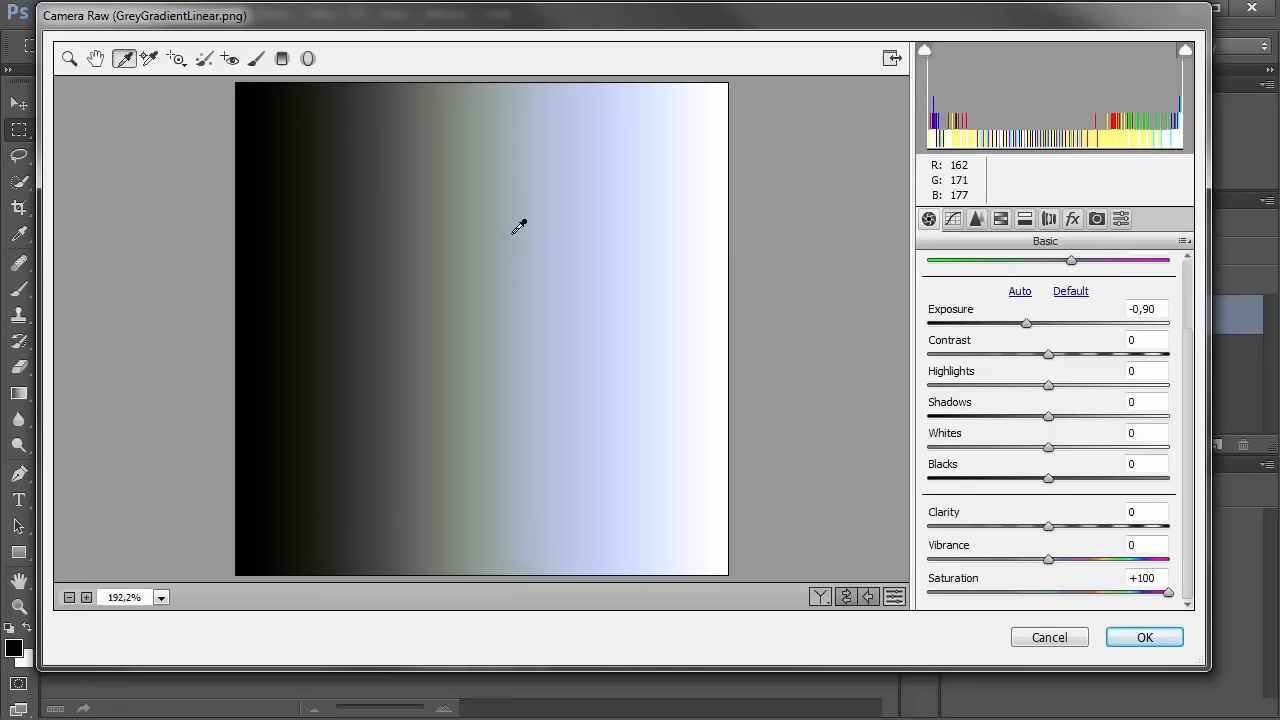 Ps
Camera Raw (GreyGradientLinear.png)
R: 162
G: 171
B: 177
fx
Basic
Auto Default
Exposure -0,90
Contrast 0
Highlights 0
Shadows 0
Whites 0
Blacks 0
Clarity 0
Vibrance 0
Saturation +100
192,2%
Y
Cancel OK
T